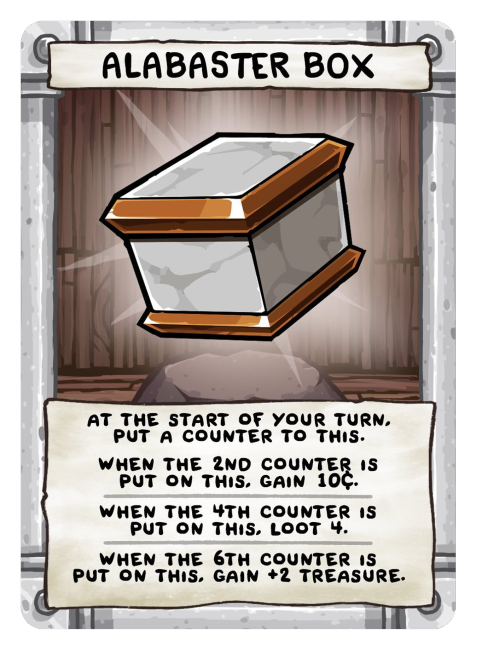 ALABASTER BOX
AT THE START OF YOUR TURN,
PUT A COUNTER TO THIS.
WHEN THE 2ND COUNTER IS
PUT ON THIS, GAIN 10¢.
WHEN THE 4TH COUNTER IS
PUT ON THIS, LOOT 4.
WHEN THE 6TH COUNTER IS
PUT ON THIS, GAIN +2 TREASURE.